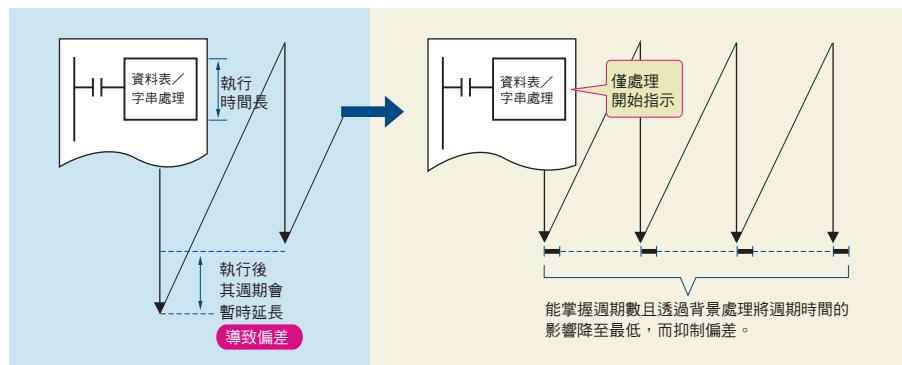 資料表／
字串處理
執行
時間長
執行後
其週期會
暫時延長
導致偏差
資料表／
字串處理
僅處理
開始指示
能掌握週期數且透過背景處理將週期時間的
影響降至最低，而抑制偏差。